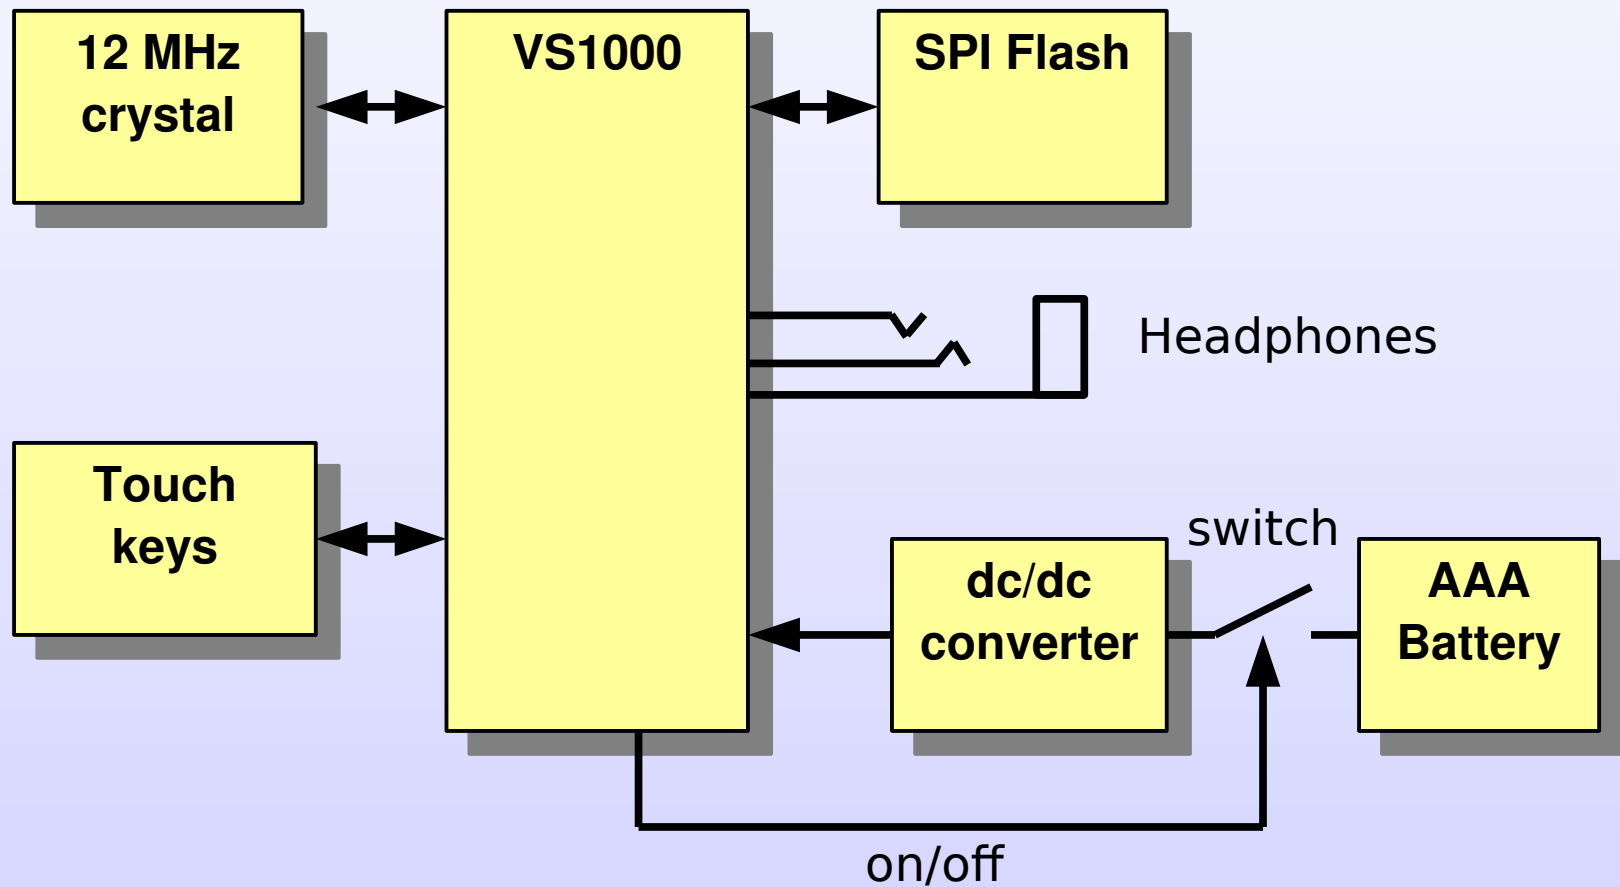 12 MHz
crystal
VS1000
SPI Flash
Headphones
Touch
keys
switch
dc/dc
converter
AAA
Battery
on/off